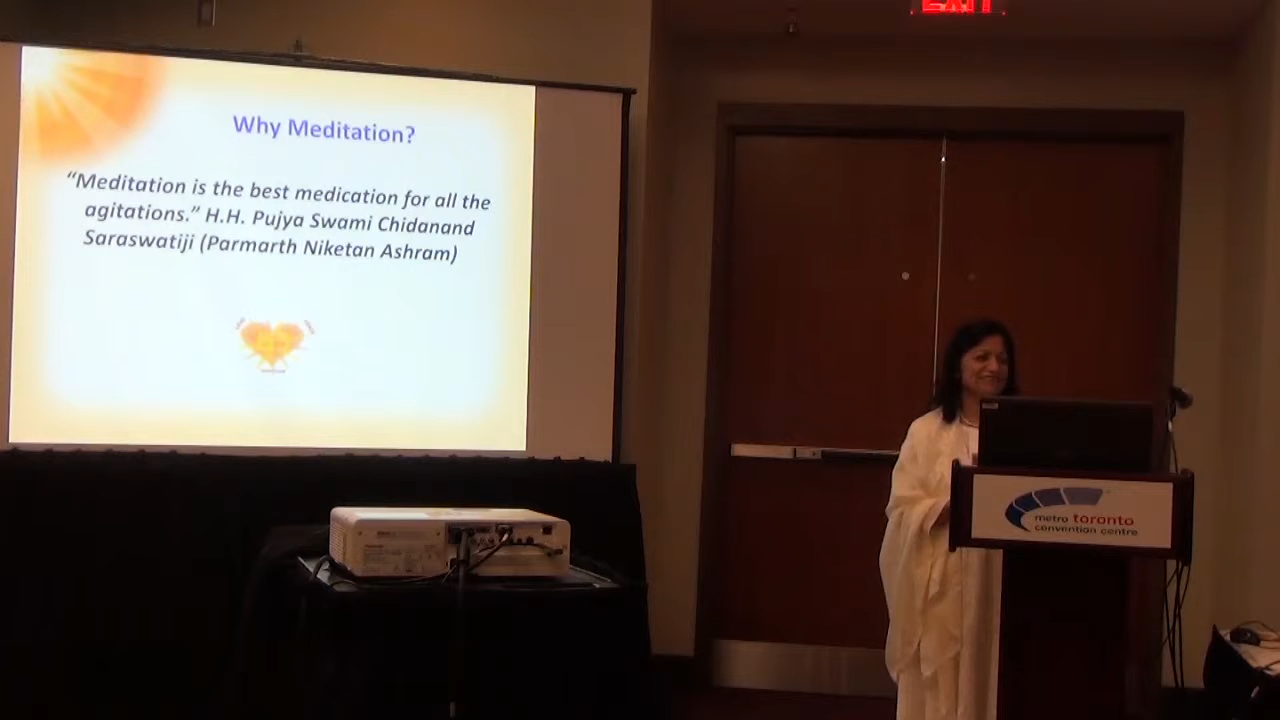 EXIT
Why Meditation?
“Meditation is the best medication for all the
agitations.” H.H. Pujya Swami Chidanand
Saraswatiji (Parmarth Niketan Ashram)
metro toronto
convention centre